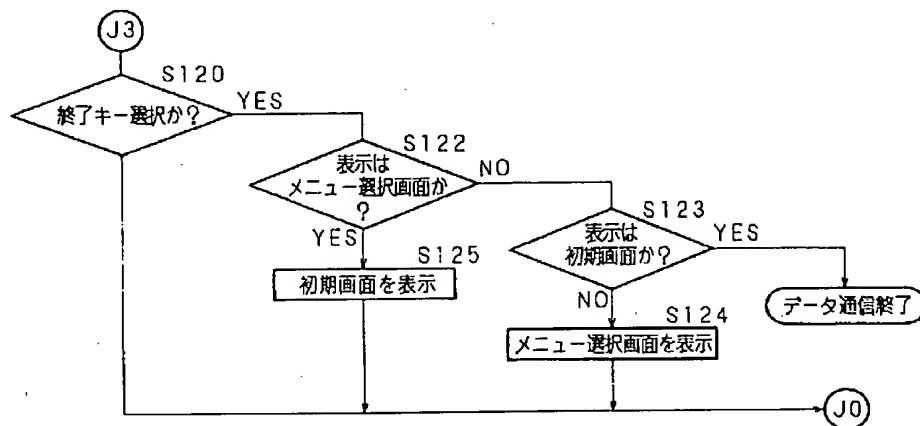 J3
S120
終了キー選択か?
YES
S122
表示は
メニュー選択画面か
?
NO
YES
S123
表示は
初期画面か?
YES
S125
初期画面を表示
NO
データ通信終了
S124
メニュー選択画面を表示
J0